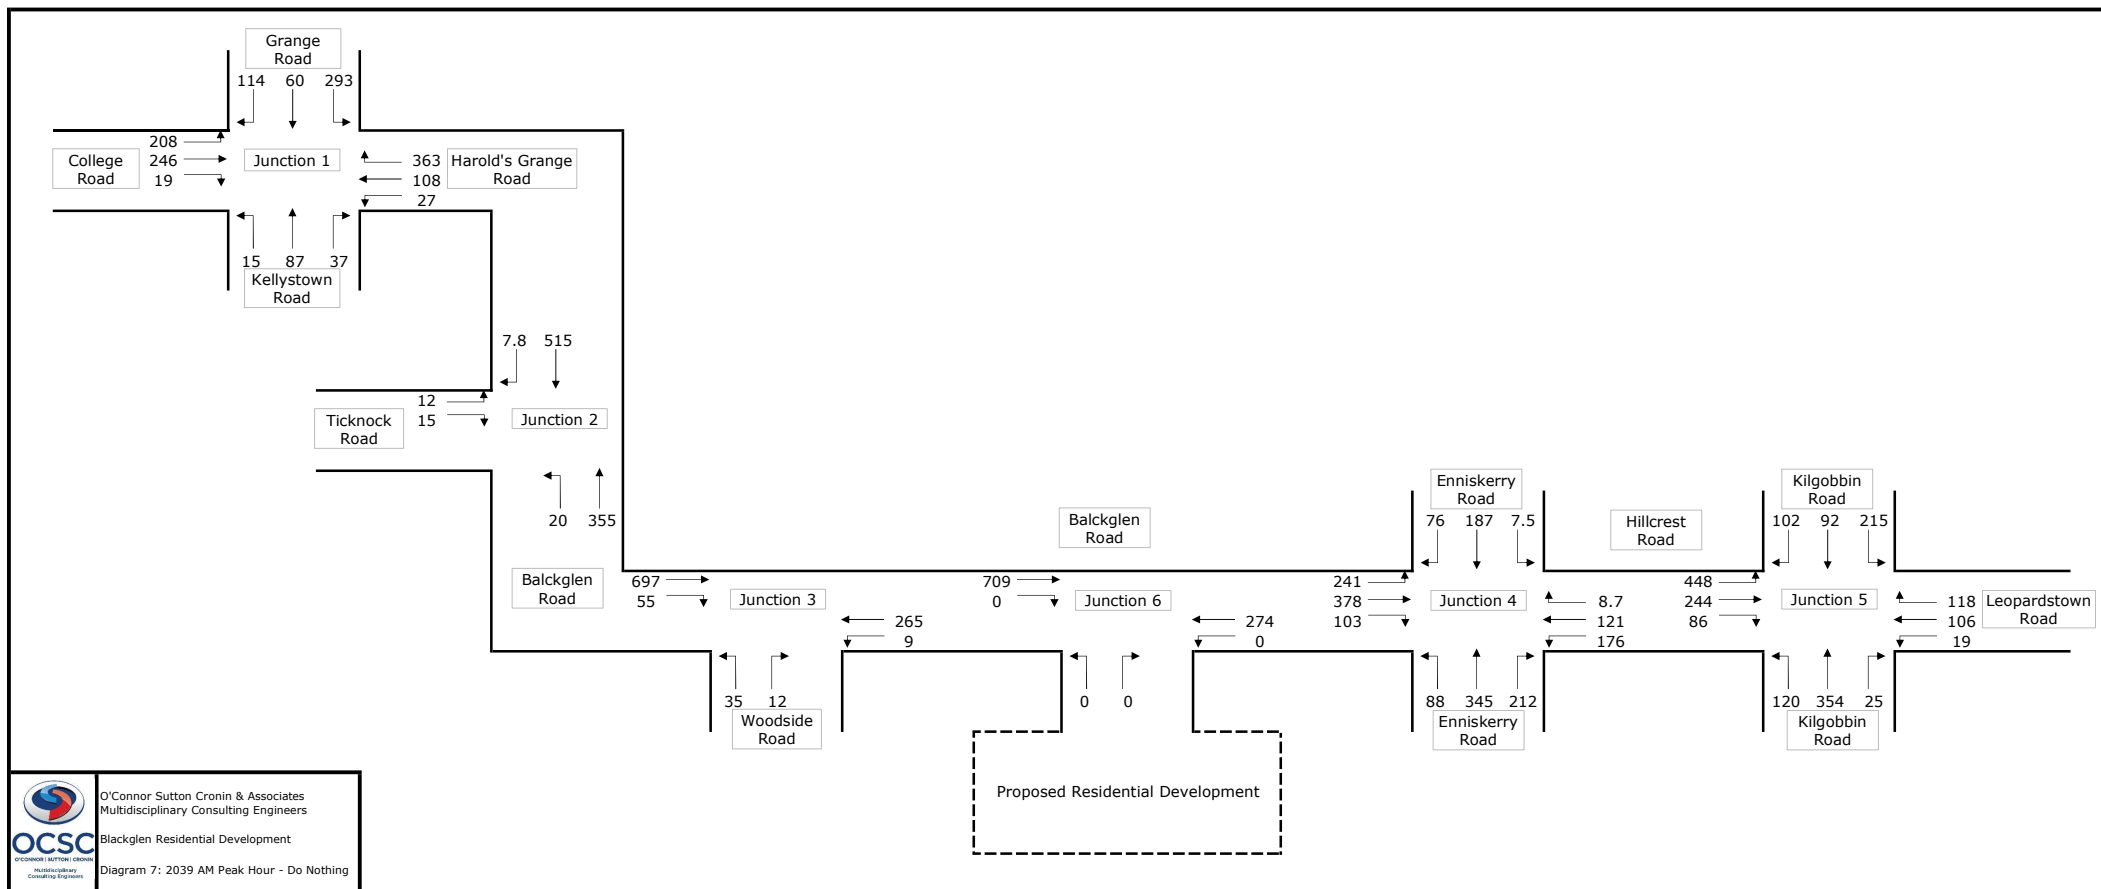 Grange
Road
114 60 293
208
246
19
College
Road
Junction 1
363
108
27
Harold's Grange
Road
15 87 37
Kellystown
Road
7.8 515
12
15
Ticknock
Road
Junction 2
20 355
Balckglen
Road
697
55
Junction 3
265
9
35 12
Woodside
Road
Balckglen
Road
709
0
Junction 6
274
0
0 0
Proposed Residential Development
Enniskerry
Road
76 187 7.5
241
378
103
Junction 4
8.7
121
176
88 345 212
Enniskerry
Road
Hillcrest
Road
Kilgobbin
Road
102 92 215
448
244
86
Junction 5
118
106
19
Leopardstown
Road
120 354 25
Kilgobbin
Road
OCSC
O'CONNOR | SUTTON | CRONIN
Multidisciplinary
Consulting Engineers
O'Connor Sutton Cronin & Associates
Multidisciplinary Consulting Engineers
Blackglen Residential Development
Diagram 7: 2039 AM Peak Hour - Do Nothing